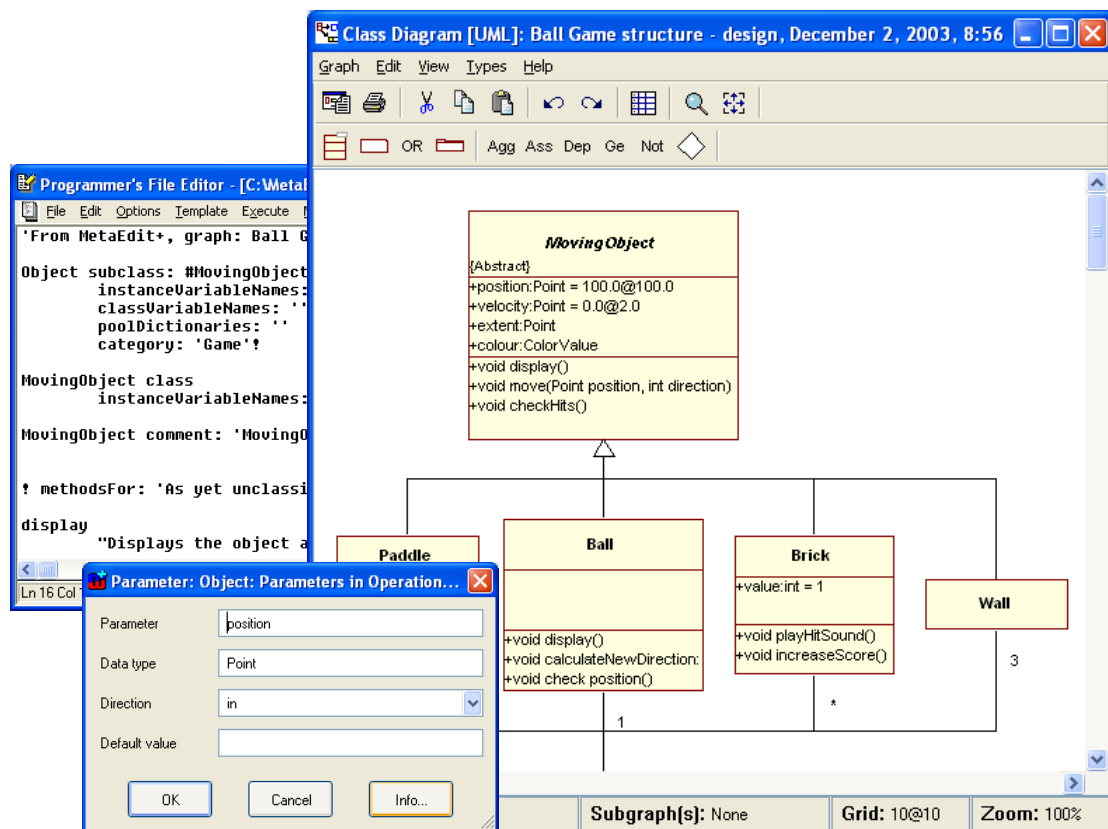 Class Diagram [UML]: Ball Game structure - design, December 2, 2003, 8:56
Graph Edit View Types Help
OR Agg Ass Dep Ge Not
MovingObject
{Abstract}
+position:Point = 100.0@100.0
+velocity:Point = 0.0@2.0
+extent:Point
+colour:ColorValue
+void display()
+void move(Point position, int direction)
+void checkHits()
Paddle
Ball
+void display()
+void calculateNewDirection:
+void check position()
Brick
+value:int = 1
+void playHitSound()
+void increaseScore()
Wall
3
*
1
Subgraph(s): None
Grid: 10@10
Zoom: 100%
Programmer's File Editor - [C:\Meta
File Edit Options Template Execute
'From MetaEdit+, graph: Ball G
Object subclass: #MovingObject
instanceVariableNames:
classVariableNames: ''
poolDictionaries: ''
category: 'Game'!
MovingObject class
instanceVariableNames:
MovingObject comment: 'MovingO
! methodsFor: 'As yet unclassi
display
"Displays the object a
Ln 16 Col
Parameter: Object: Parameters in Operation...
Parameter position
Data type Point
Direction in
Default value
OK Cancel Info...